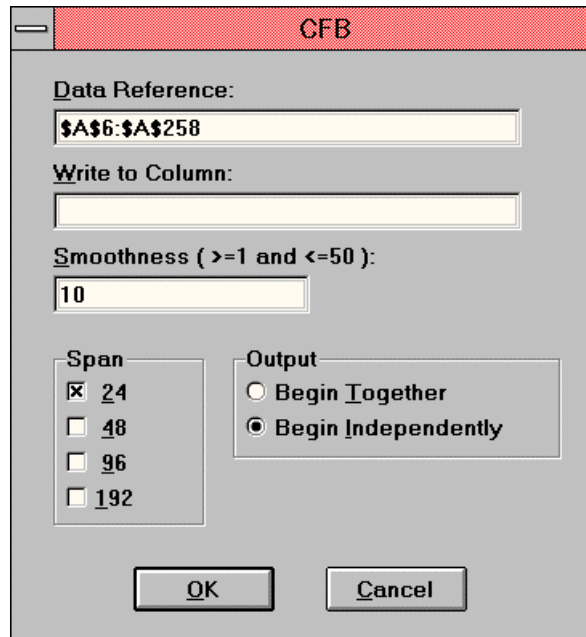 CFB
Data Reference:
$A$6:$A$258
Write to Column:
Smoothness ( >=1 and <=50 ):
10
Span
24
48
96
192
Output
Begin Together
Begin Independently
OK
Cancel